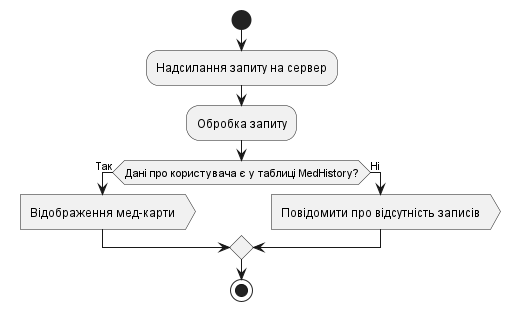 Надсилання запиту на сервер
Обробка запиту
Так
Дані про користувача є у таблиці MedHistory?
Ні
Відображення мед-карти
Повідомити про відсутність записів